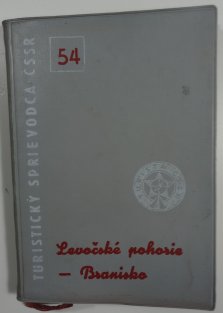 TURISTICKÝ SPRIEVODCA ČSSR
54
Levočské pohorie
— Branisko